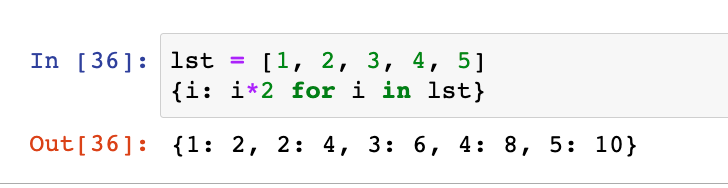 In [36]: lst = [1, 2, 3, 4, 5]
{i: i*2 for i in lst}
Out[36]: {1: 2, 2: 4, 3: 6, 4: 8, 5: 10}